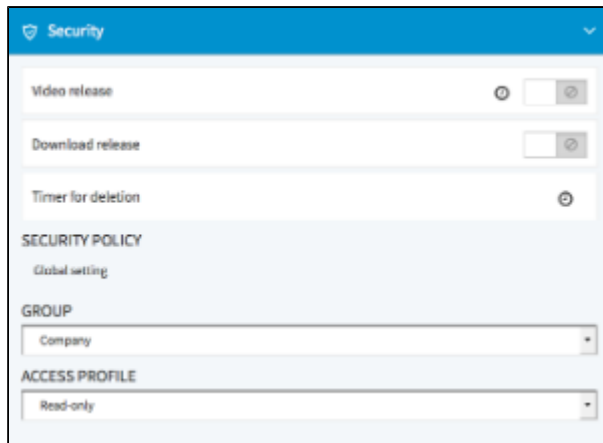 Security
Video release
Download release
Timer for deletion
SECURITY POLICY
Global setting
GROUP
Company
ACCESS PROFILE
Read-only